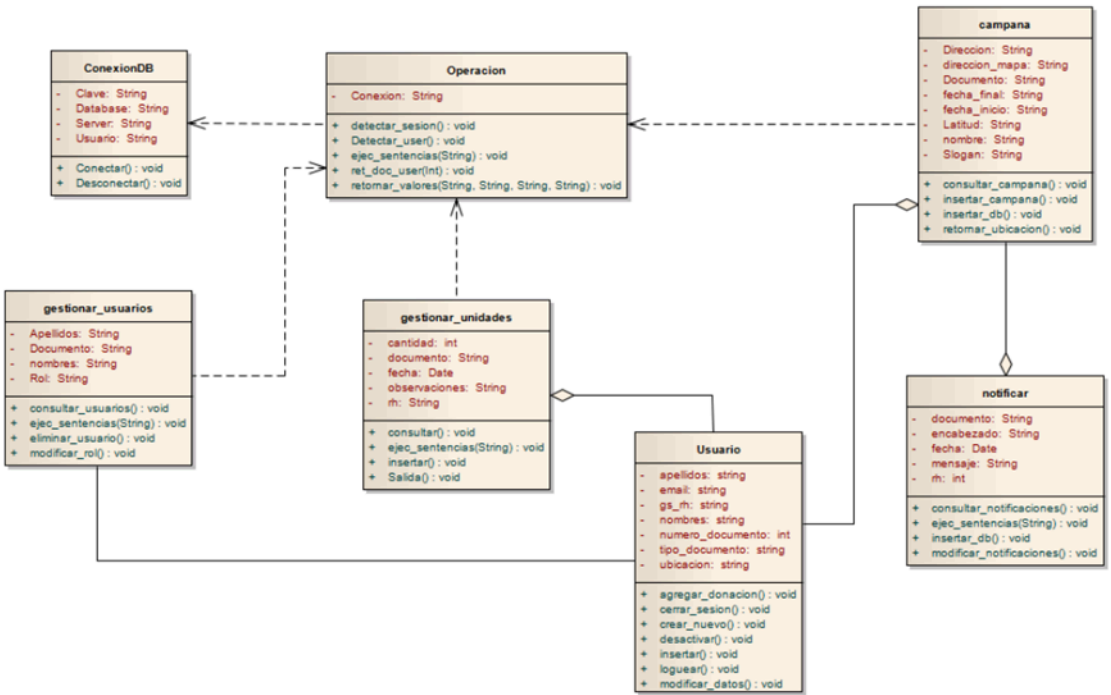 ConexionDB
- Clave: String
- Database: String
- Server: String
- Usuario: String
+ Conectar() : void
+ Desconectar() : void
Operacion
- Conexion: String
+ detectar_sesion() : void
+ Detectar_user() : void
+ ejec_sentencias(String) : void
+ ret_doc_user(Int) : void
+ retornar_valores(String, String, String, String) : void
campana
- Direccion: String
- direccion_mapa: String
- Documento: String
- fecha_final: String
- fecha_inicio: String
- Latitud: String
- nombre: String
- Slogan: String
+ consultar_campana() : void
+ insertar_campana() : void
+ insertar_db() : void
+ retornar_ubicacion() : void
gestionar_usuarios
- Apellidos: String
- Documento: String
- nombres: String
- Rol: String
+ consultar_usuarios() : void
+ ejec_sentencias(String) : void
+ eliminar_usuario() : void
+ modificar_rol() : void
gestionar_unidades
- cantidad: int
- documento: String
- fecha: Date
- observaciones: String
- rh: String
+ consultar() : void
+ ejec_sentencias(String) : void
+ insertar() : void
+ Salida() : void
Usuario
- apellidos: string
- email: string
- gs_rh: string
- nombres: string
- numero_documento: int
- tipo_documento: string
- ubicacion: string
+ agregar_donacion() : void
+ cerrar_sesion() : void
+ crear_nuevo() : void
+ desactivar() : void
+ insertar() : void
+ loguear() : void
+ modificar_datos() : void
notificar
- documento: String
- encabezado: String
- fecha: Date
- mensaje: String
- rh: int
+ consultar_notificaciones() : void
+ ejec_sentencias(String) : void
+ insertar_db() : void
+ modificar_notificaciones() : void